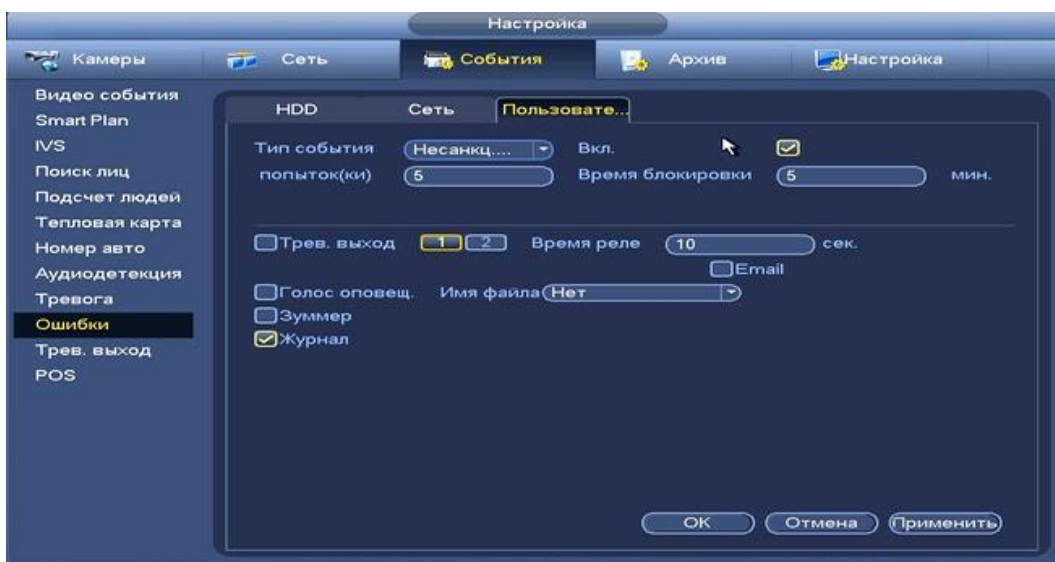 Настройка
Камеры Сеть События Архив Настройка
Видео события
Smart Plan
IVS
Поиск лиц
Подсчет людей
Тепловая карта
Номер авто
Аудиодетекция
Тревога
Ошибки
Трев. выход
POS
HDD Сеть Пользовате...
Тип события Несанкц.... Вкл.
попыток(ки) 5 Время блокировки 5 мин.
Трев. выход 1 2 Время реле 10 сек.
Email
Голос оповещ. Имя файла Нет
Зуммер
Журнал
OK Отмена Применить